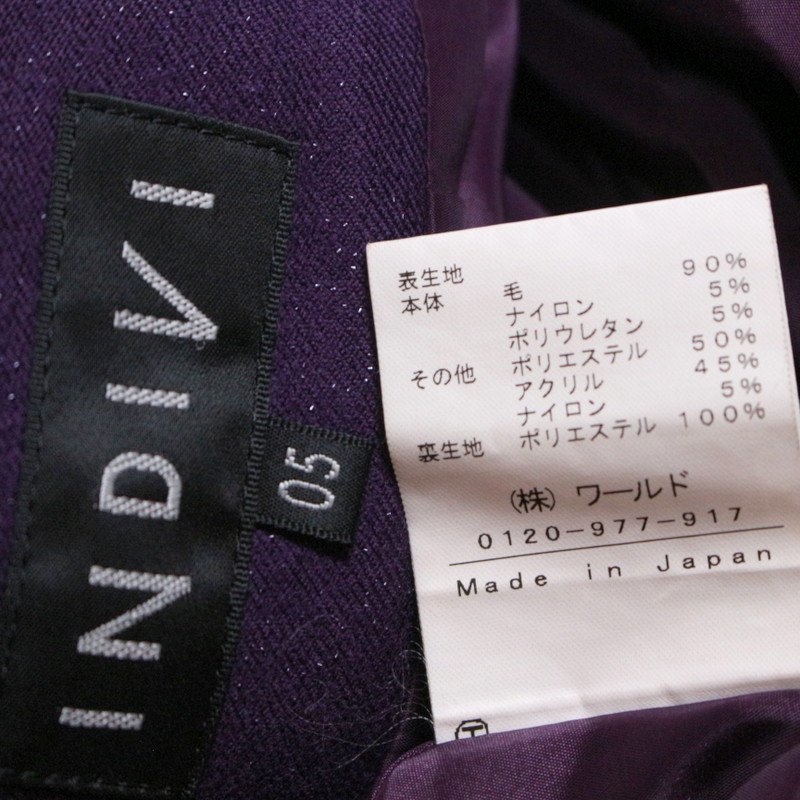 INDIVI
05
表生地
本体 毛 90%
ナイロン 5%
ポリウレタン 5%
その他 ポリエステル 50%
アクリル 45%
ナイロン 5%
裏生地 ポリエステル 100%
(株) ワールド
0120-977-917
Made in Japan